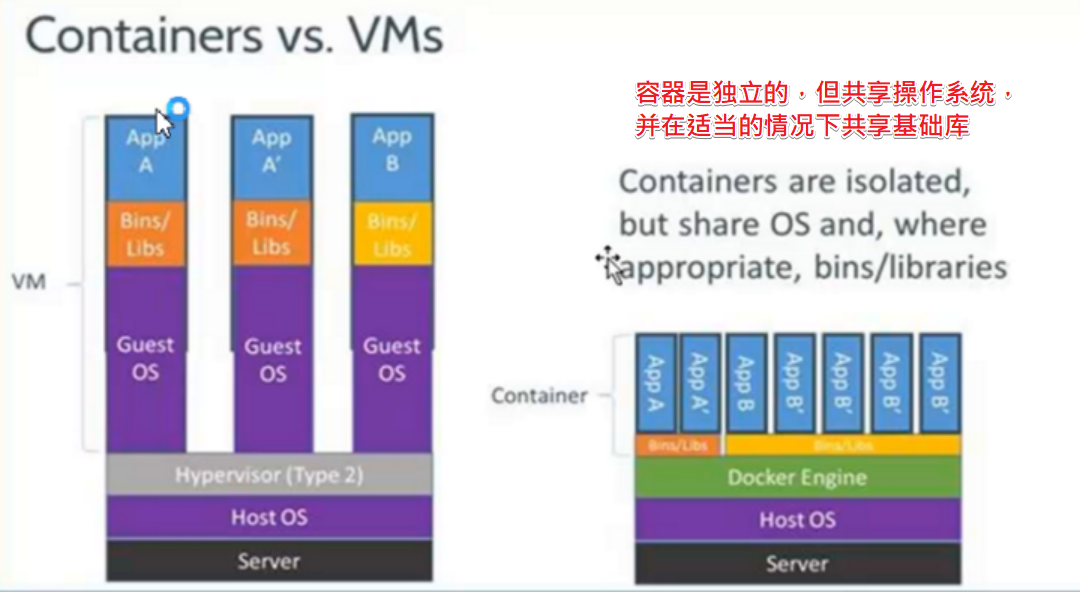 Containers vs. VMs
容器是独立的，但共享操作系统，
并在适当的情况下共享基础库
Containers are isolated,
but share OS and, where
appropriate, bins/libraries
VM
App
A
Bins/
Libs
Guest
OS
App
A'
Bins/
Libs
Guest
OS
App
B
Bins/
Libs
Guest
OS
Hypervisor (Type 2)
Host OS
Server
Container
App A
App A'
App B
App B'
App B'
App B'
App B'
Bins/Libs
Bins/Libs
Docker Engine
Host OS
Server